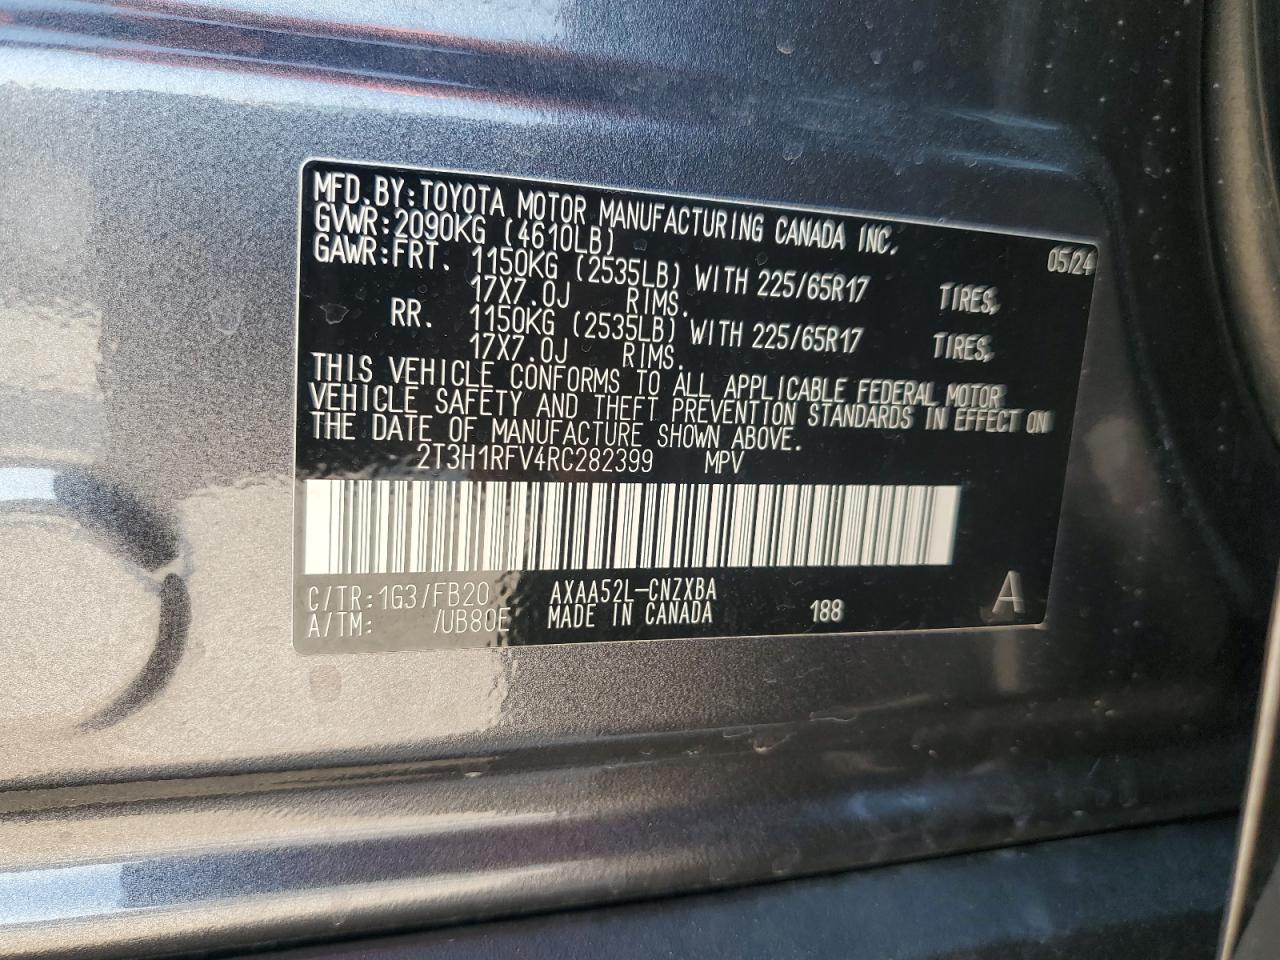 MFD.BY:TOYOTA MOTOR MANUFACTURING CANADA INC.
GVWR:2090KG (4610LB) 05/24
GAWR:FRT. 1150KG (2535LB) WITH 225/65R17 TIRES,
17X7.0J RIMS.
RR. 1150KG (2535LB) WITH 225/65R17 TIRES,
17X7.0J RIMS.
THIS VEHICLE CONFORMS TO ALL APPLICABLE FEDERAL MOTOR
VEHICLE SAFETY AND THEFT PREVENTION STANDARDS IN EFFECT ON
THE DATE OF MANUFACTURE SHOWN ABOVE.
2T3H1RFV4RC282399 MPV
C/TR:1G3/FB20 AXAA52L-CNZXBA
A/TM: /UB80E MADE IN CANADA 188 A